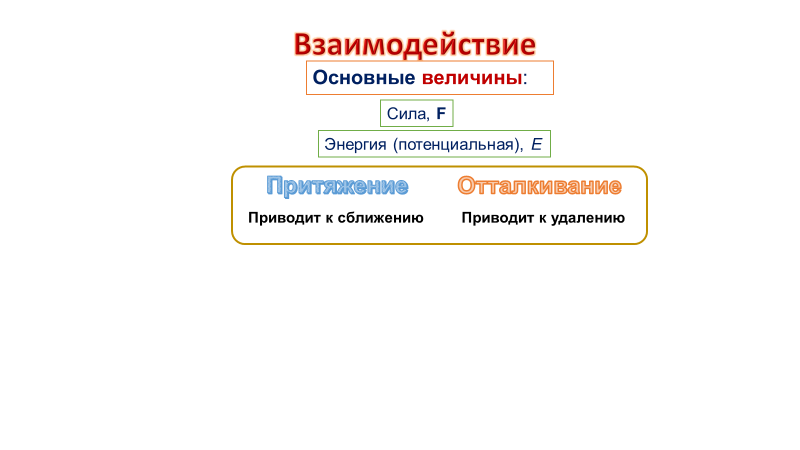 Взаимодействие
Основные величины:
Сила, F
Энергия (потенциальная), E
Притяжение Отталкивание
Приводит к сближению Приводит к удалению